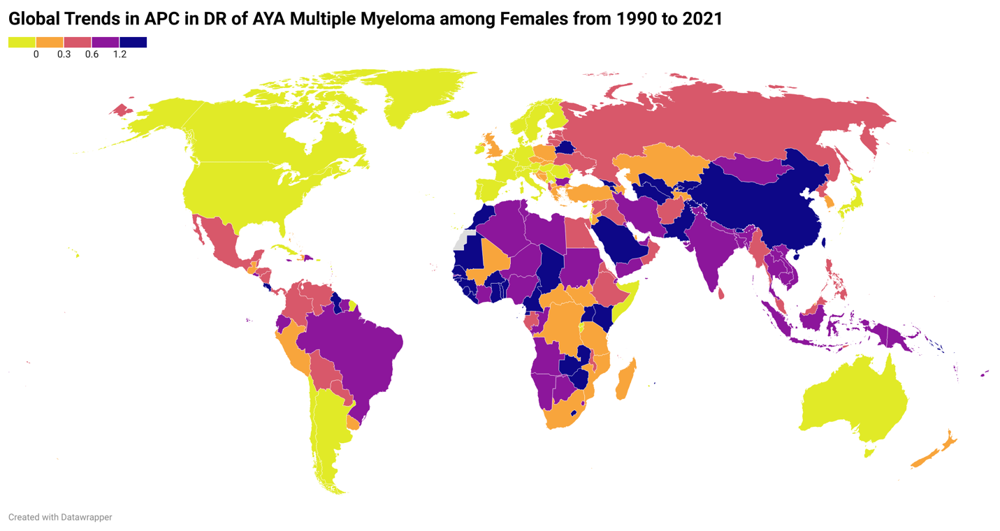 Global Trends in APC in DR of AYA Multiple Myeloma among Females from 1990 to 2021
0 0.3 0.6 1.2
Created with Datawrapper